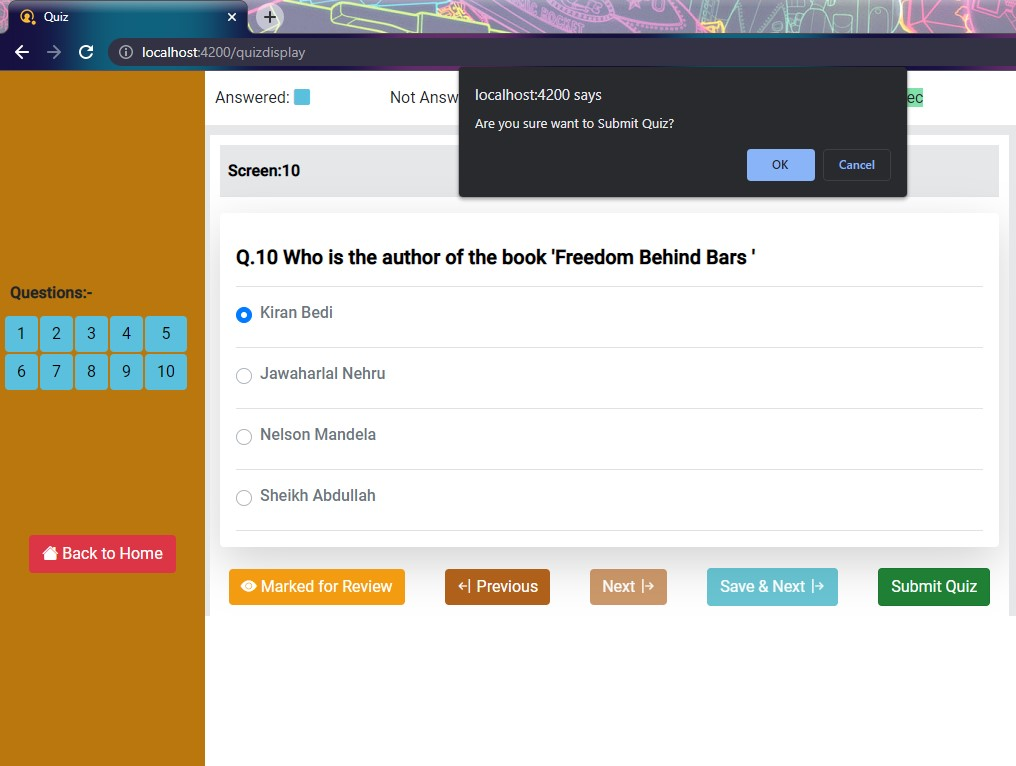 Quiz
localhost:4200/quizdisplay
localhost:4200 says
Are you sure want to Submit Quiz?
OK Cancel
Answered: Not Answ ec
Screen:10
Q.10 Who is the author of the book 'Freedom Behind Bars '
Kiran Bedi
Jawaharlal Nehru
Nelson Mandela
Sheikh Abdullah
Questions:-
1 2 3 4 5
6 7 8 9 10
Back to Home
Marked for Review Previous Next Save & Next Submit Quiz